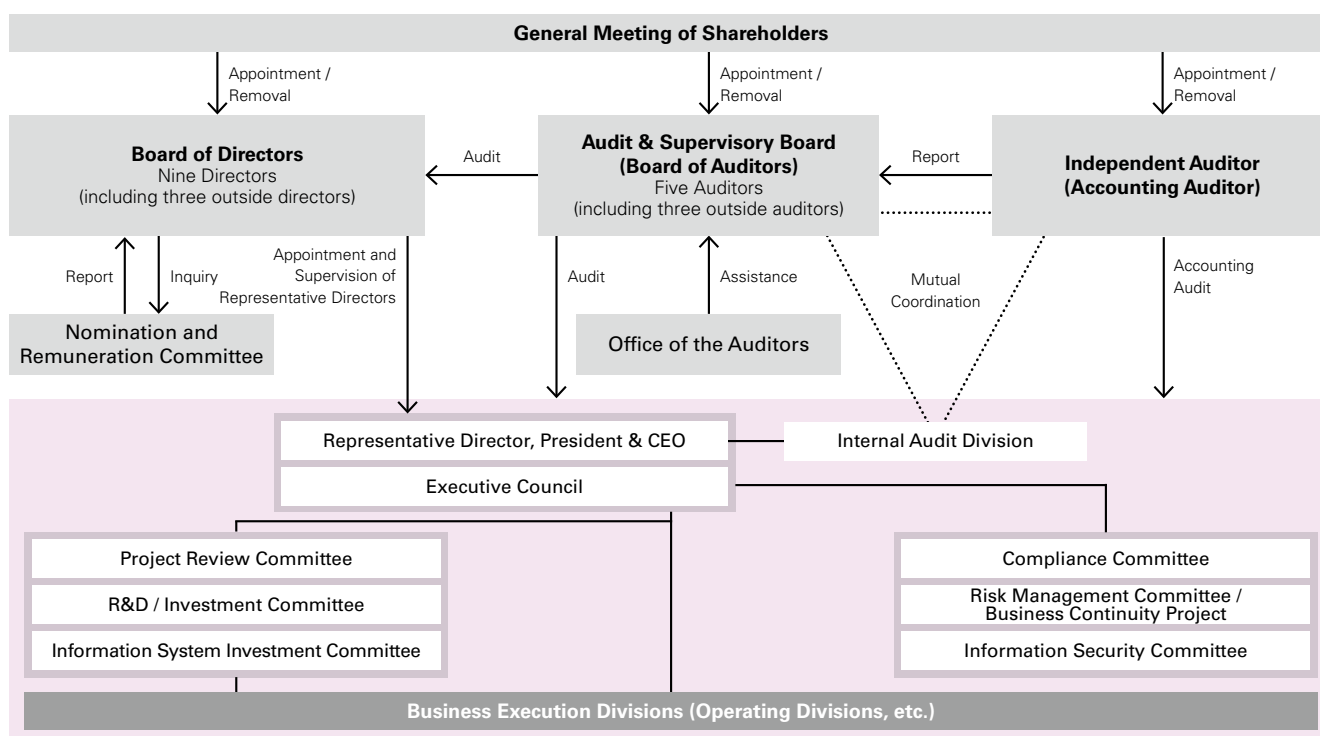 General Meeting of Shareholders
Appointment /
Removal
Appointment /
Removal
Appointment /
Removal
Board of Directors
Nine Directors
(including three outside directors)
Audit
Audit & Supervisory Board
(Board of Auditors)
Five Auditors
(including three outside auditors)
Report
Independent Auditor
(Accounting Auditor)
Report
Inquiry
Appointment and
Supervision of
Representative Directors
Audit
Assistance
Mutual
Coordination
Accounting
Audit
Nomination and
Remuneration Committee
Office of the Auditors
Representative Director, President & CEO
Internal Audit Division
Executive Council
Project Review Committee
R&D / Investment Committee
Information System Investment Committee
Compliance Committee
Risk Management Committee /
Business Continuity Project
Information Security Committee
Business Execution Divisions (Operating Divisions, etc.)